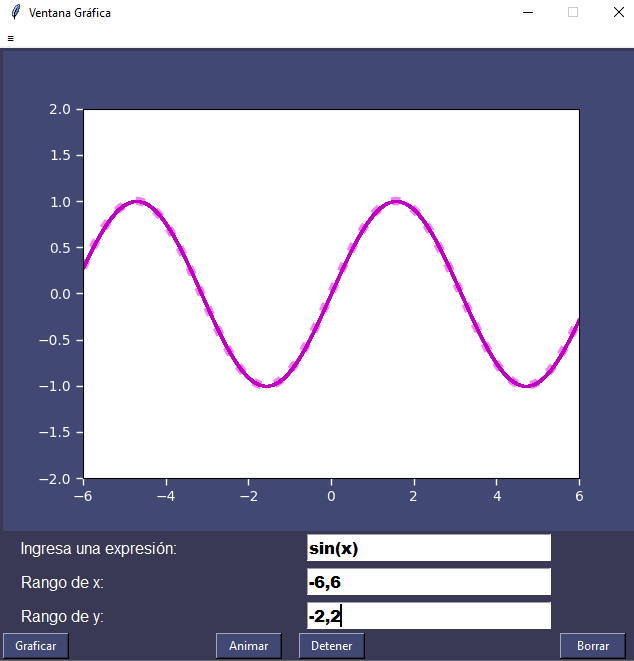 Ventana Gráfica
≡
2.0
1.5
1.0
0.5
0.0
−0.5
−1.0
−1.5
−2.0
−6 −4 −2 0 2 4 6
Ingresa una expresión: sin(x)
Rango de x: -6,6
Rango de y: -2,2
Graficar Animar Detener Borrar